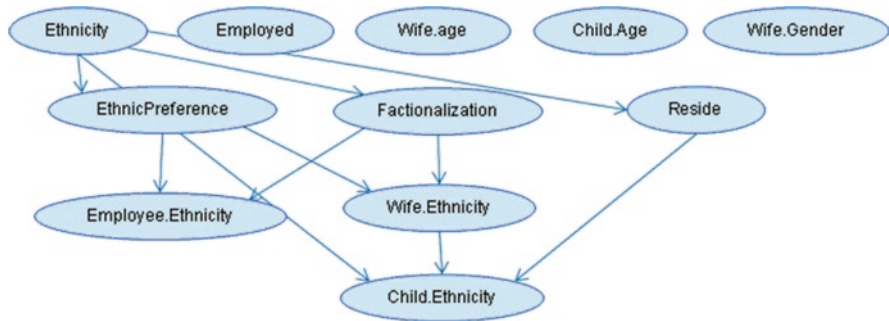 Ethnicity
Employed
Wife.age
Child.Age
Wife.Gender
EthnicPreference
Factionalization
Reside
Employee.Ethnicity
Wife.Ethnicity
Child.Ethnicity